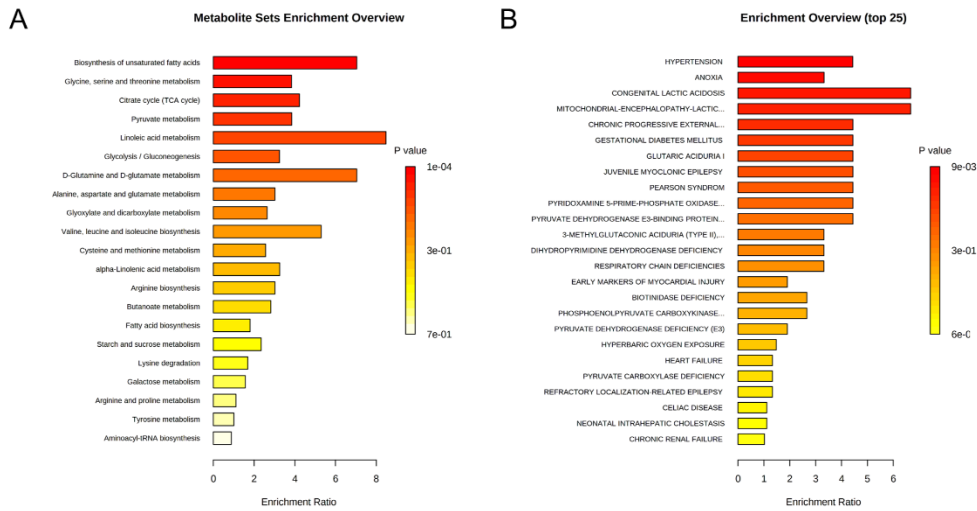 A
Metabolite Sets Enrichment Overview
Biosynthesis of unsaturated fatty acids
Glycine, serine and threonine metabolism
Citrate cycle (TCA cycle)
Pyruvate metabolism
Linoleic acid metabolism
Glycolysis / Gluconeogenesis
D-Glutamine and D-glutamate metabolism
Alanine, aspartate and glutamate metabolism
Glyoxylate and dicarboxylate metabolism
Valine, leucine and isoleucine biosynthesis
Cysteine and methionine metabolism
alpha-Linolenic acid metabolism
Arginine biosynthesis
Butanoate metabolism
Fatty acid biosynthesis
Starch and sucrose metabolism
Lysine degradation
Galactose metabolism
Arginine and proline metabolism
Tyrosine metabolism
Aminoacyl-tRNA biosynthesis
0 2 4 6 8
Enrichment Ratio
P value
1e-04
3e-01
7e-01
B
Enrichment Overview (top 25)
HYPERTENSION
ANOXIA
CONGENITAL LACTIC ACIDOSIS
MITOCHONDRIAL-ENCEPHALOPATHY-LACTIC...
CHRONIC PROGRESSIVE EXTERNAL...
GESTATIONAL DIABETES MELLITUS
GLUTARIC ACIDURIA I
JUVENILE MYOCLONIC EPILEPSY
PEARSON SYNDROM
PYRIDOXAMINE 5-PRIME-PHOSPHATE OXIDASE...
PYRUVATE DEHYDROGENASE E3-BINDING PROTEIN...
3-METHYLGLUTACONIC ACIDURIA (TYPE II),...
DIHYDROPYRIMIDINE DEHYDROGENASE DEFICIENCY
RESPIRATORY CHAIN DEFICIENCIES
EARLY MARKERS OF MYOCARDIAL INJURY
BIOTINIDASE DEFICIENCY
PHOSPHOENOLPYRUVATE CARBOXYKINASE...
PYRUVATE DEHYDROGENASE DEFICIENCY (E3)
HYPERBARIC OXYGEN EXPOSURE
HEART FAILURE
PYRUVATE CARBOXYLASE DEFICIENCY
REFRACTORY LOCALIZATION-RELATED EPILEPSY
CELIAC DISEASE
NEONATAL INTRAHEPATIC CHOLESTASIS
CHRONIC RENAL FAILURE
0 1 2 3 4 5 6
Enrichment Ratio
P value
9e-03
3e-01
6e-